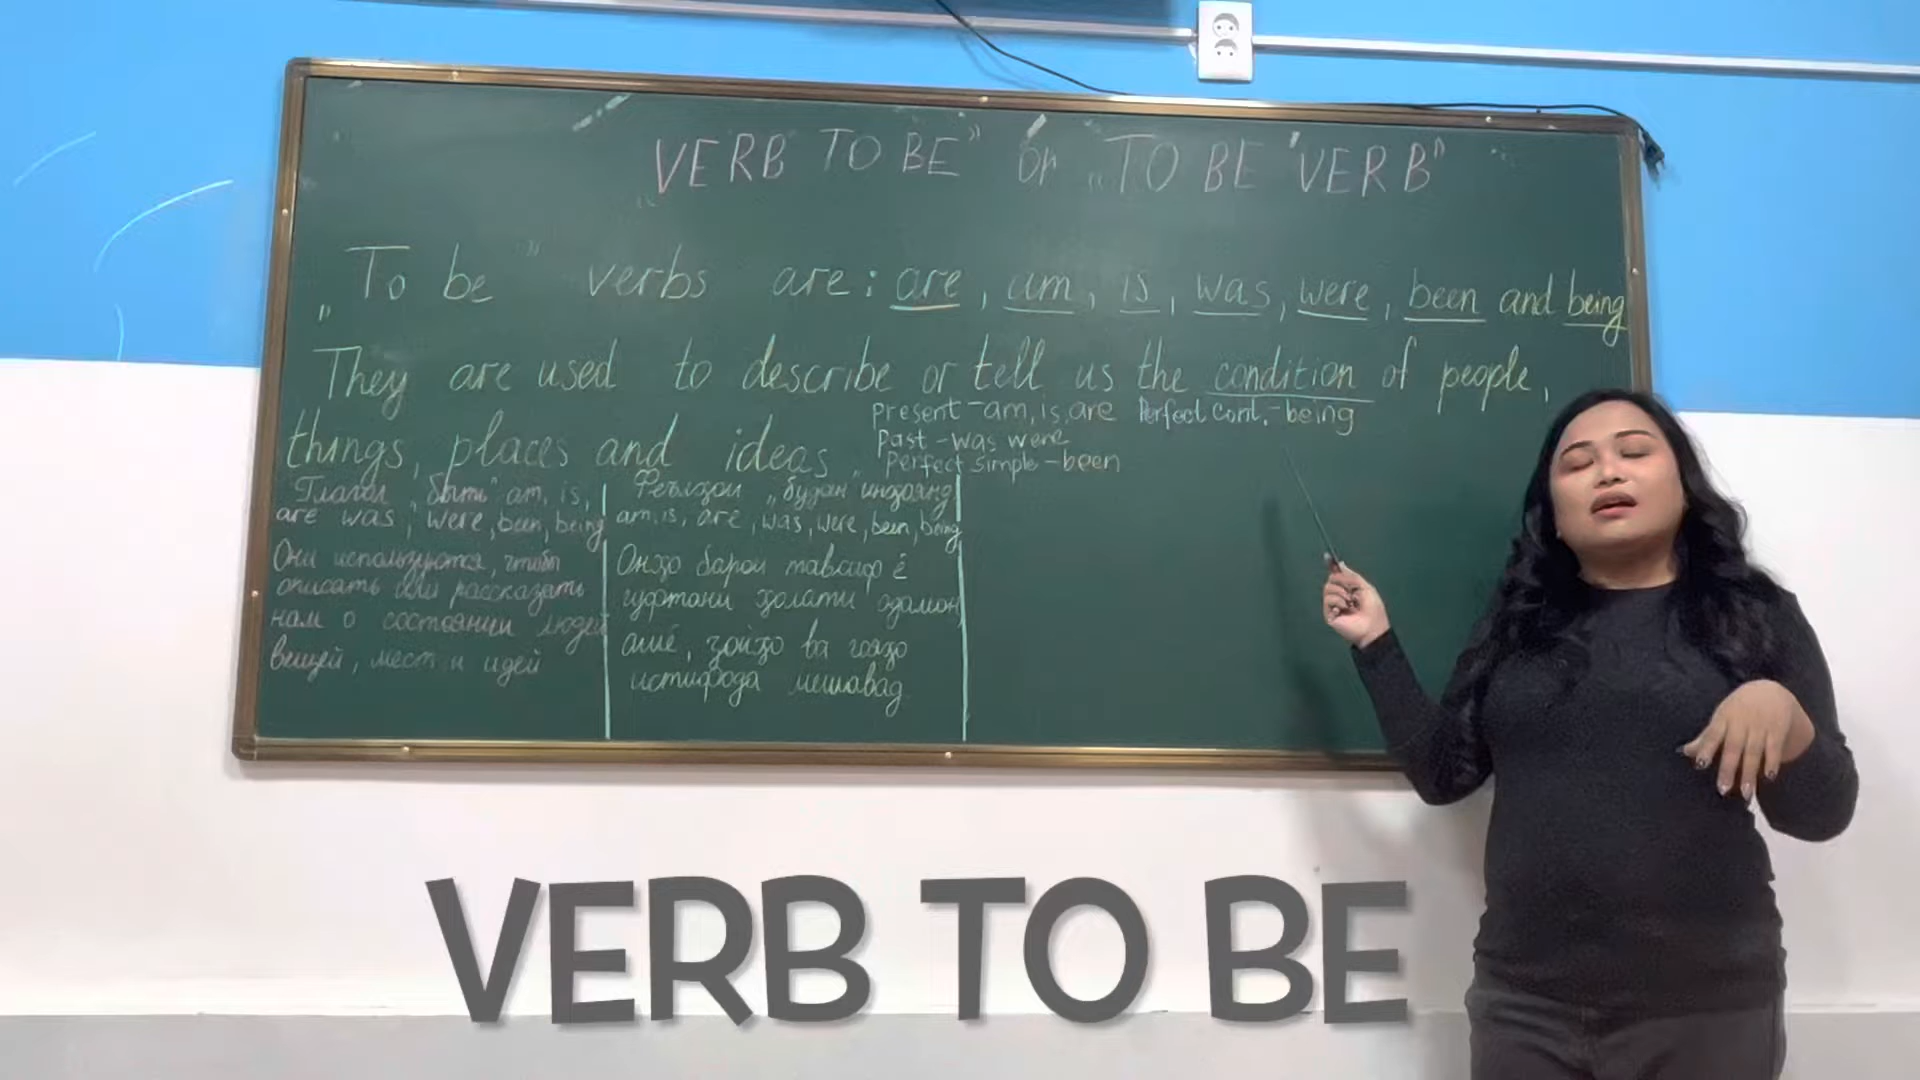 „VERB TO BE” or „TO BE "VERB”
„To be” verbs are: are, am, is, was, were, been and being
They are used to describe or tell us the condition of people,
things, places and ideas.
present - am, is, are Perfect Cont. - being
Past - was were
Perfect simple - been
Глагол „быть" am, is,
are was, were, been, being
Они используются, чтобы
описать или рассказать
нам о состоянии людей
вещей, мест и идей
Феълҳои „будан инҳоянд
am, is, are, was, were, been, being
Онҳо барои тавсиф ё
гуфтани ҳолати одамон,
ашё, ҷойҳо ва ғояҳо
истифода мешавад
VERB TO BE